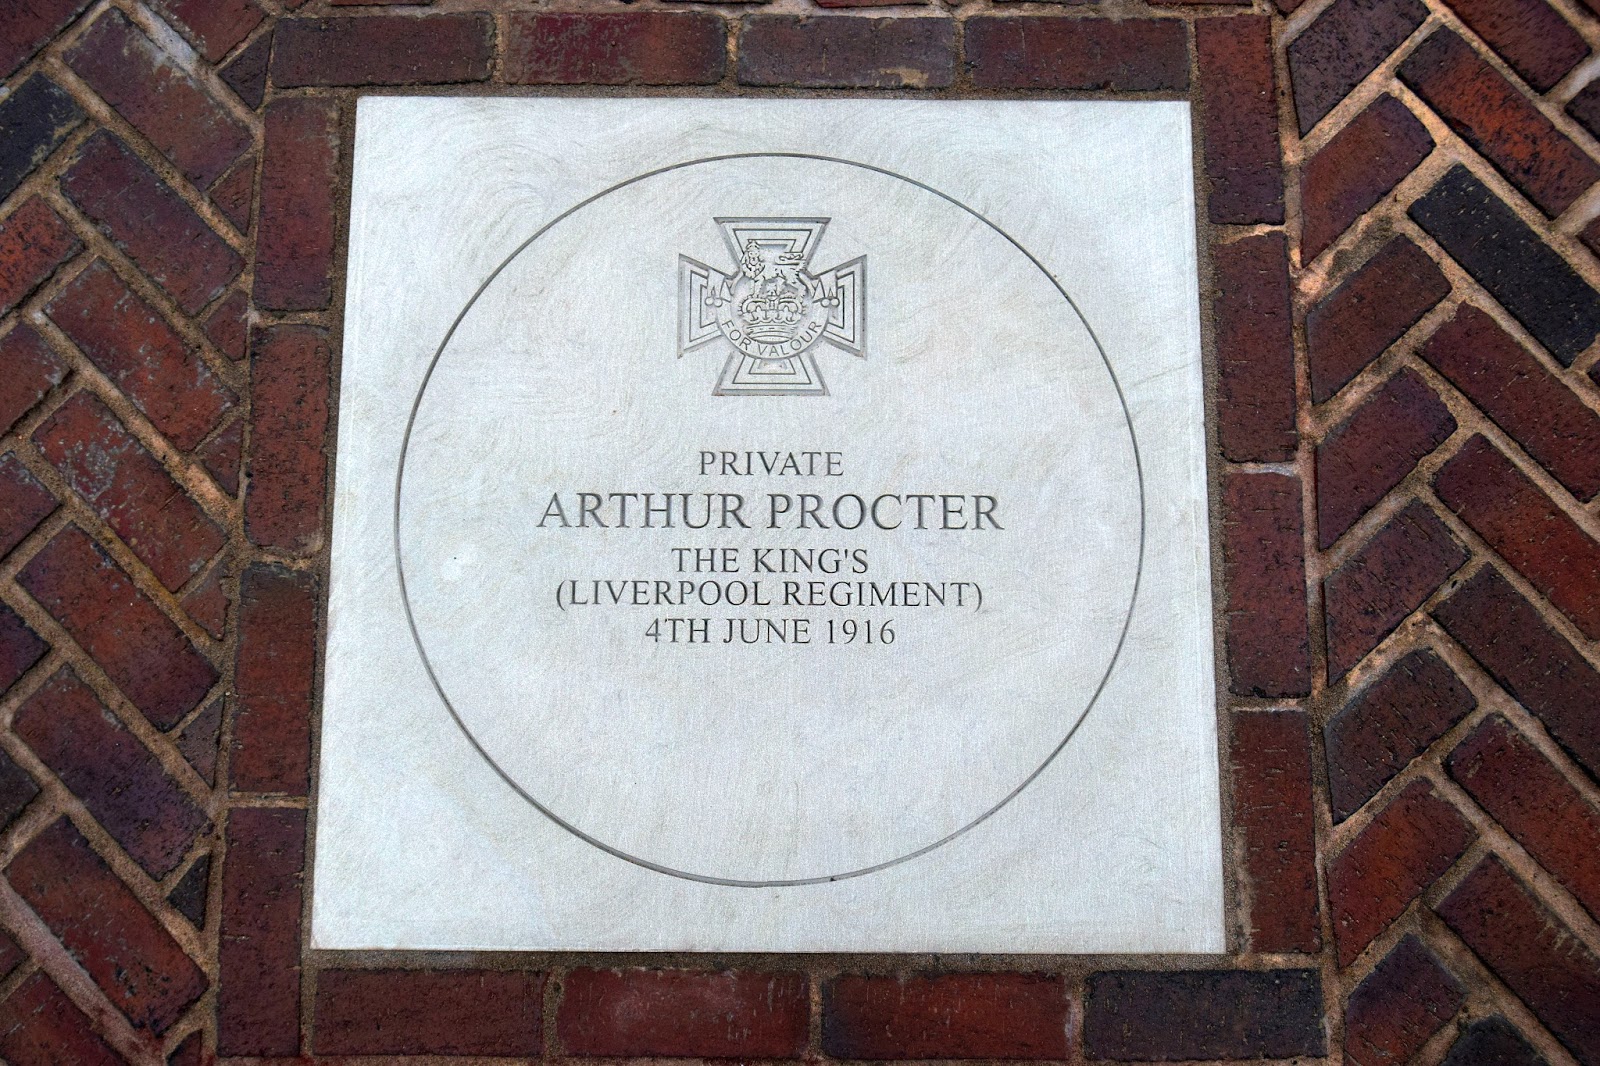 FOR VALOUR
PRIVATE
ARTHUR PROCTER
THE KING'S
(LIVERPOOL REGIMENT)
4TH JUNE 1916